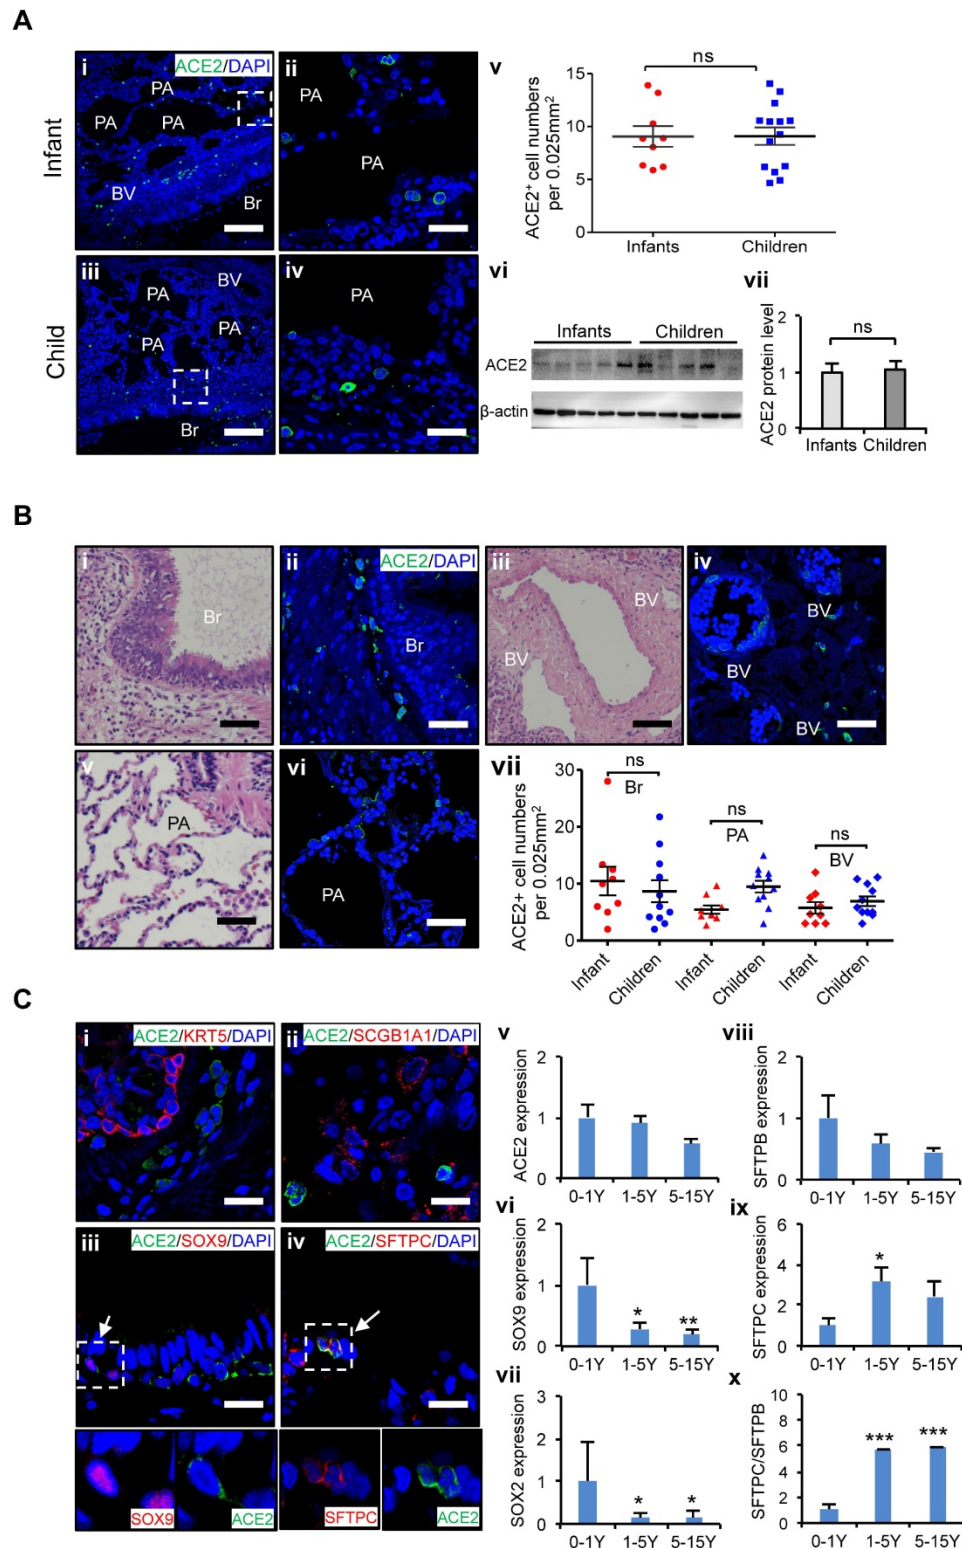 A
Infant
i
ACE2/DAPI
PA
PA
PA
BV
Br
ii
PA
PA
v
ns
15
10
5
0
ACE2⁺ cell numbers
per 0.025mm²
Infants
Children
Child
iii
BV
PA
PA
PA
Br
iv
PA
vi
Infants
Children
ACE2
β-actin
vii
ns
2
1
0
ACE2 protein level
Infants Children
B
i
Br
ii
ACE2/DAPI
Br
iii
BV
BV
iv
BV
BV
BV
v
PA
vi
PA
vii
30
20
10
0
ACE2+ cell numbers
per 0.025mm²
ns
Br
ns
PA
ns
BV
Infant
Children
Infant
Children
Infant
Children
C
i
ACE2/KRT5/DAPI
ii
ACE2/SCGB1A1/DAPI
iii
ACE2/SOX9/DAPI
iv
ACE2/SFTPC/DAPI
SOX9
ACE2
SFTPC
ACE2
v
2
1
0
ACE2 expression
0-1Y 1-5Y 5-15Y
viii
2
1
0
SFTPB expression
0-1Y 1-5Y 5-15Y
vi
2
1
0
SOX9 expression
*
**
0-1Y 1-5Y 5-15Y
ix
6
4
2
0
SFTPC expression
*
0-1Y 1-5Y 5-15Y
vii
3
2
1
0
SOX2 expression
*
*
0-1Y 1-5Y 5-15Y
x
10
8
6
4
2
0
SFTPC/SFTPB
***
***
0-1Y 1-5Y 5-15Y